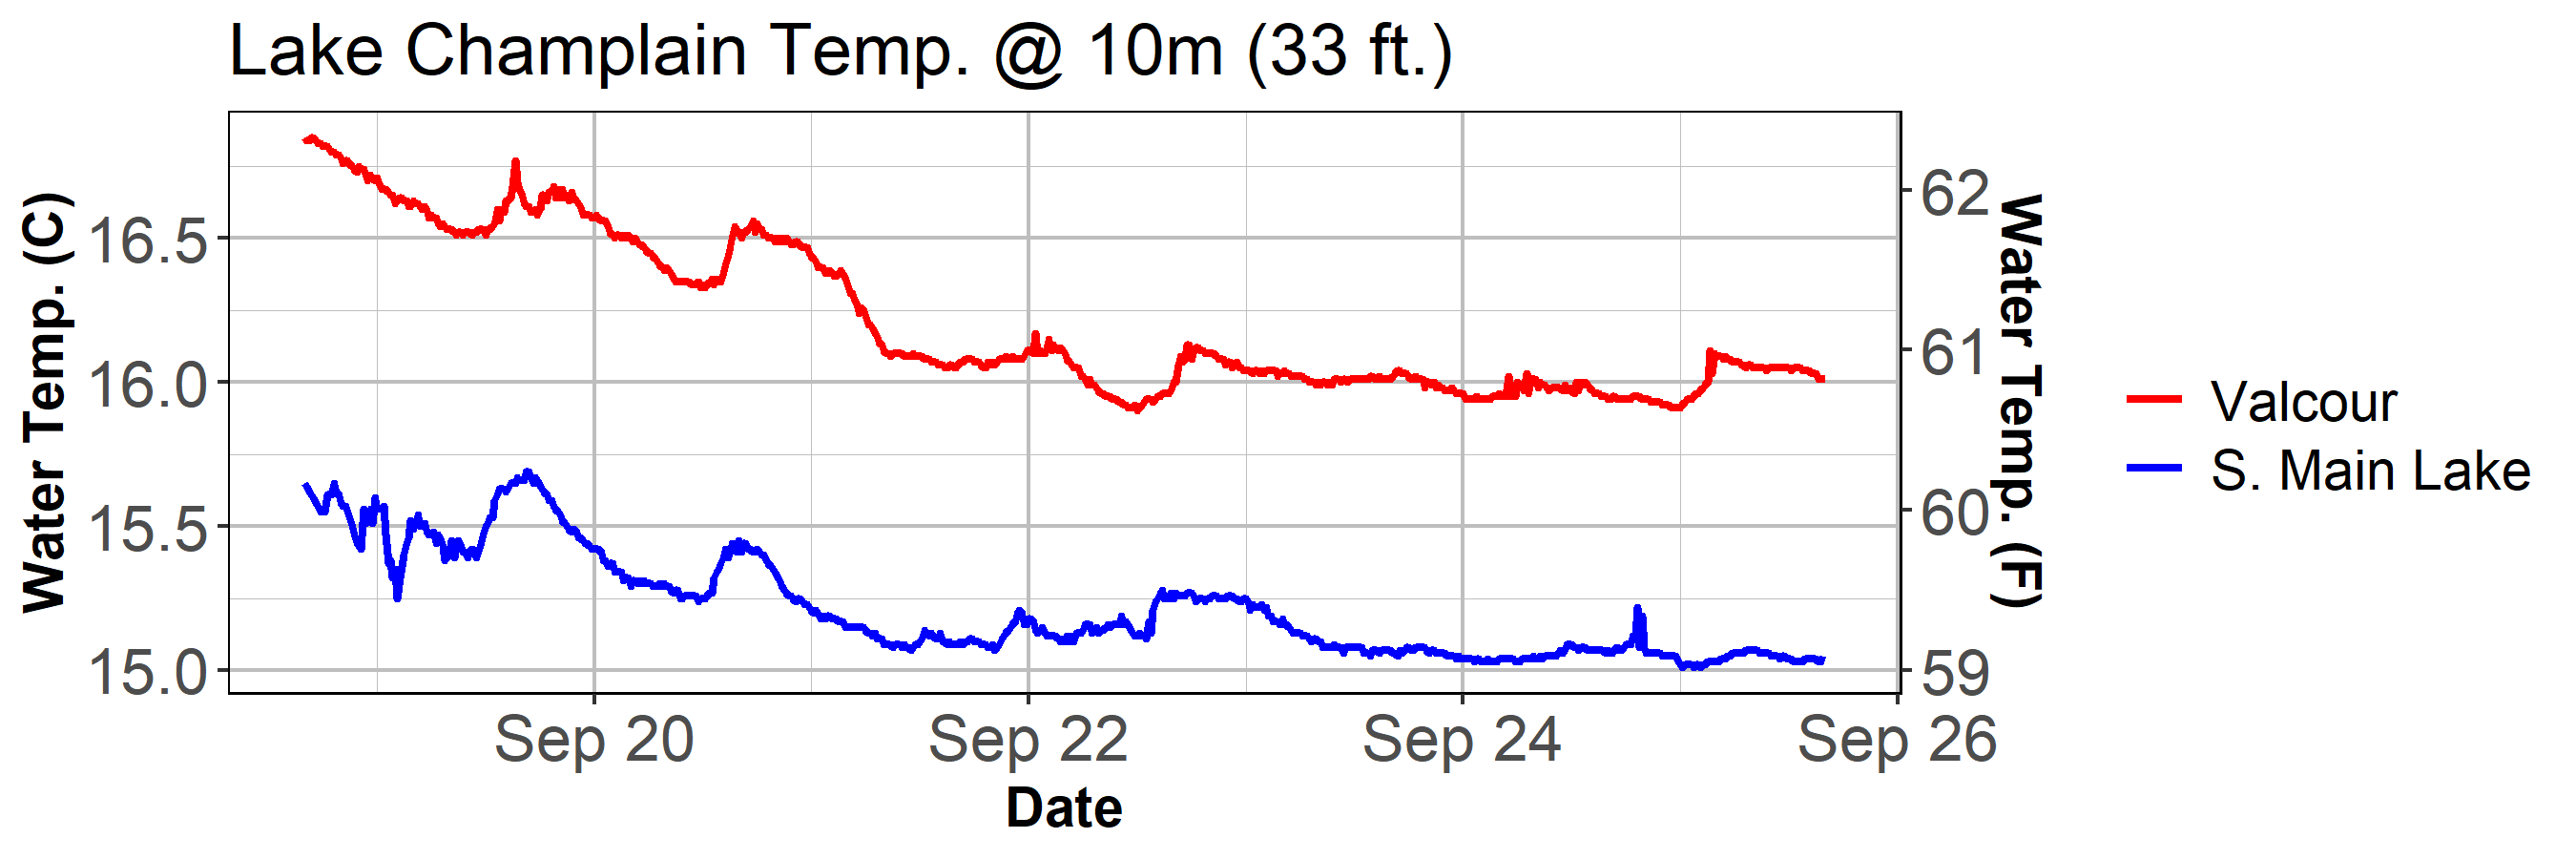 Lake Champlain Temp. @ 10m (33 ft.)
Water Temp. (C)
16.5
16.0
15.5
15.0
62
61
60
59
Water Temp. (F)
Sep 20
Sep 22
Sep 24
Sep 26
Date
Valcour
S. Main Lake